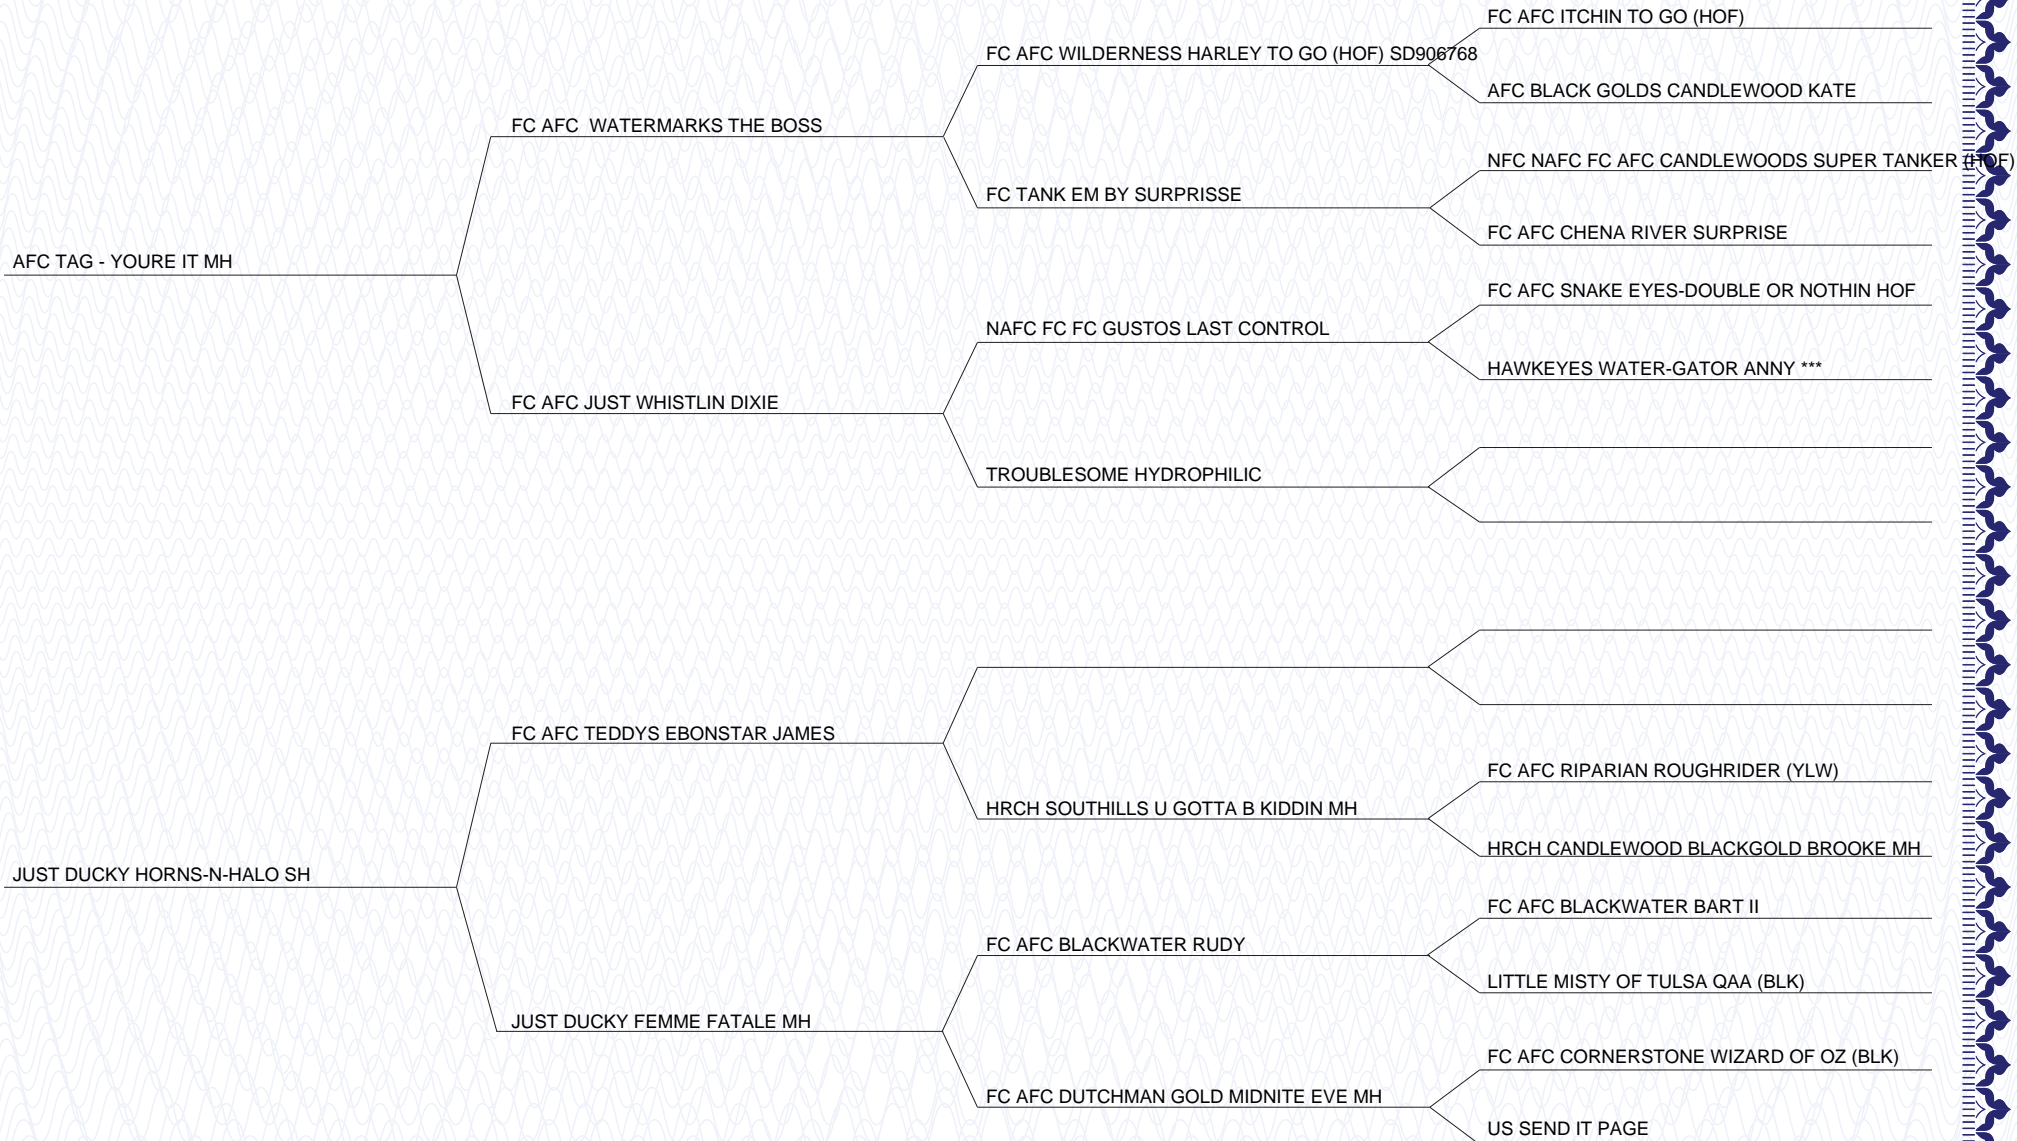 FC AFC ITCHIN TO GO (HOF)
FC AFC WILDERNESS HARLEY TO GO (HOF) SD906768
AFC BLACK GOLDS CANDLEWOOD KATE
FC AFC  WATERMARKS THE BOSS
NFC NAFC FC AFC CANDLEWOODS SUPER TANKER (HOF)
FC TANK EM BY SURPRISSE
FC AFC CHENA RIVER SURPRISE
AFC TAG - YOURE IT MH
FC AFC SNAKE EYES-DOUBLE OR NOTHIN HOF
NAFC FC FC GUSTOS LAST CONTROL
HAWKEYES WATER-GATOR ANNY ***
FC AFC JUST WHISTLIN DIXIE
TROUBLESOME HYDROPHILIC
FC AFC TEDDYS EBONSTAR JAMES
FC AFC RIPARIAN ROUGHRIDER (YLW)
HRCH SOUTHILLS U GOTTA B KIDDIN MH
HRCH CANDLEWOOD BLACKGOLD BROOKE MH
JUST DUCKY HORNS-N-HALO SH
FC AFC BLACKWATER BART II
FC AFC BLACKWATER RUDY
LITTLE MISTY OF TULSA QAA (BLK)
JUST DUCKY FEMME FATALE MH
FC AFC CORNERSTONE WIZARD OF OZ (BLK)
FC AFC DUTCHMAN GOLD MIDNITE EVE MH
US SEND IT PAGE